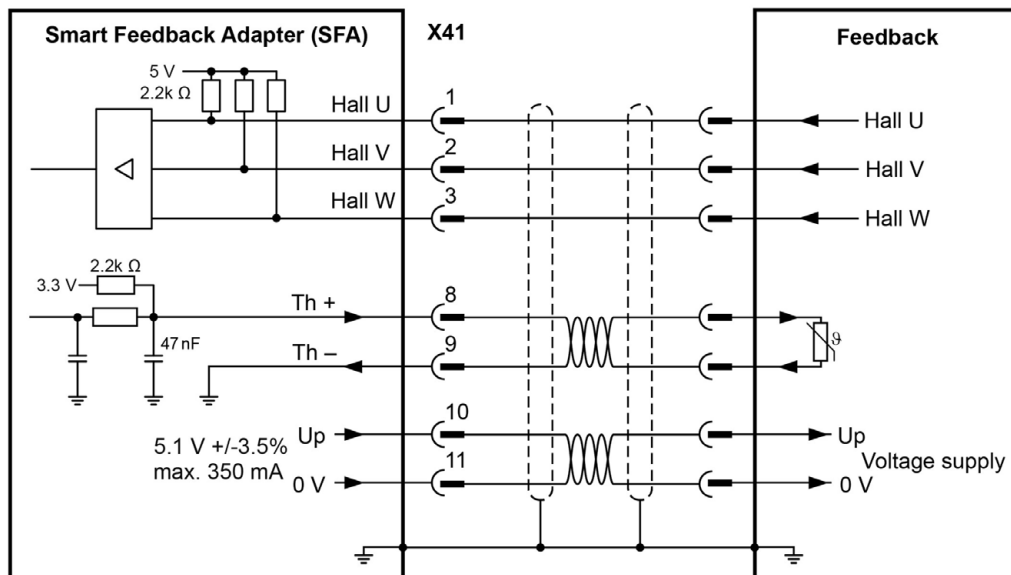 Smart Feedback Adapter (SFA)
X41
Feedback
5 V
2.2k Ω
Hall U
1
Hall U
Hall V
2
Hall V
Hall W
3
Hall W
2.2k Ω
3.3 V
Th +
8
47 nF
Th –
9
ϑ
5.1 V +/-3.5%
max. 350 mA
Up
10
Up
Voltage supply
0 V
11
0 V